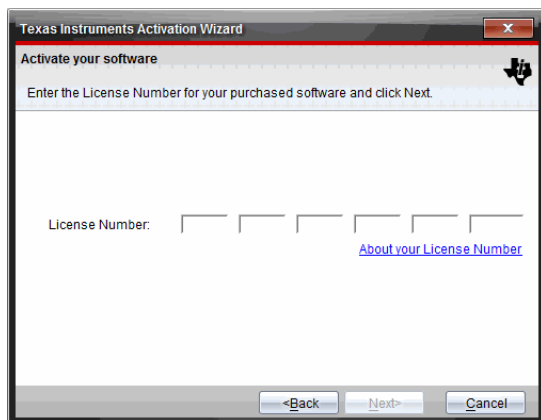 Texas Instruments Activation Wizard
Activate your software
Enter the License Number for your purchased software and click Next.
License Number:
About your License Number
<Back
Next>
Cancel